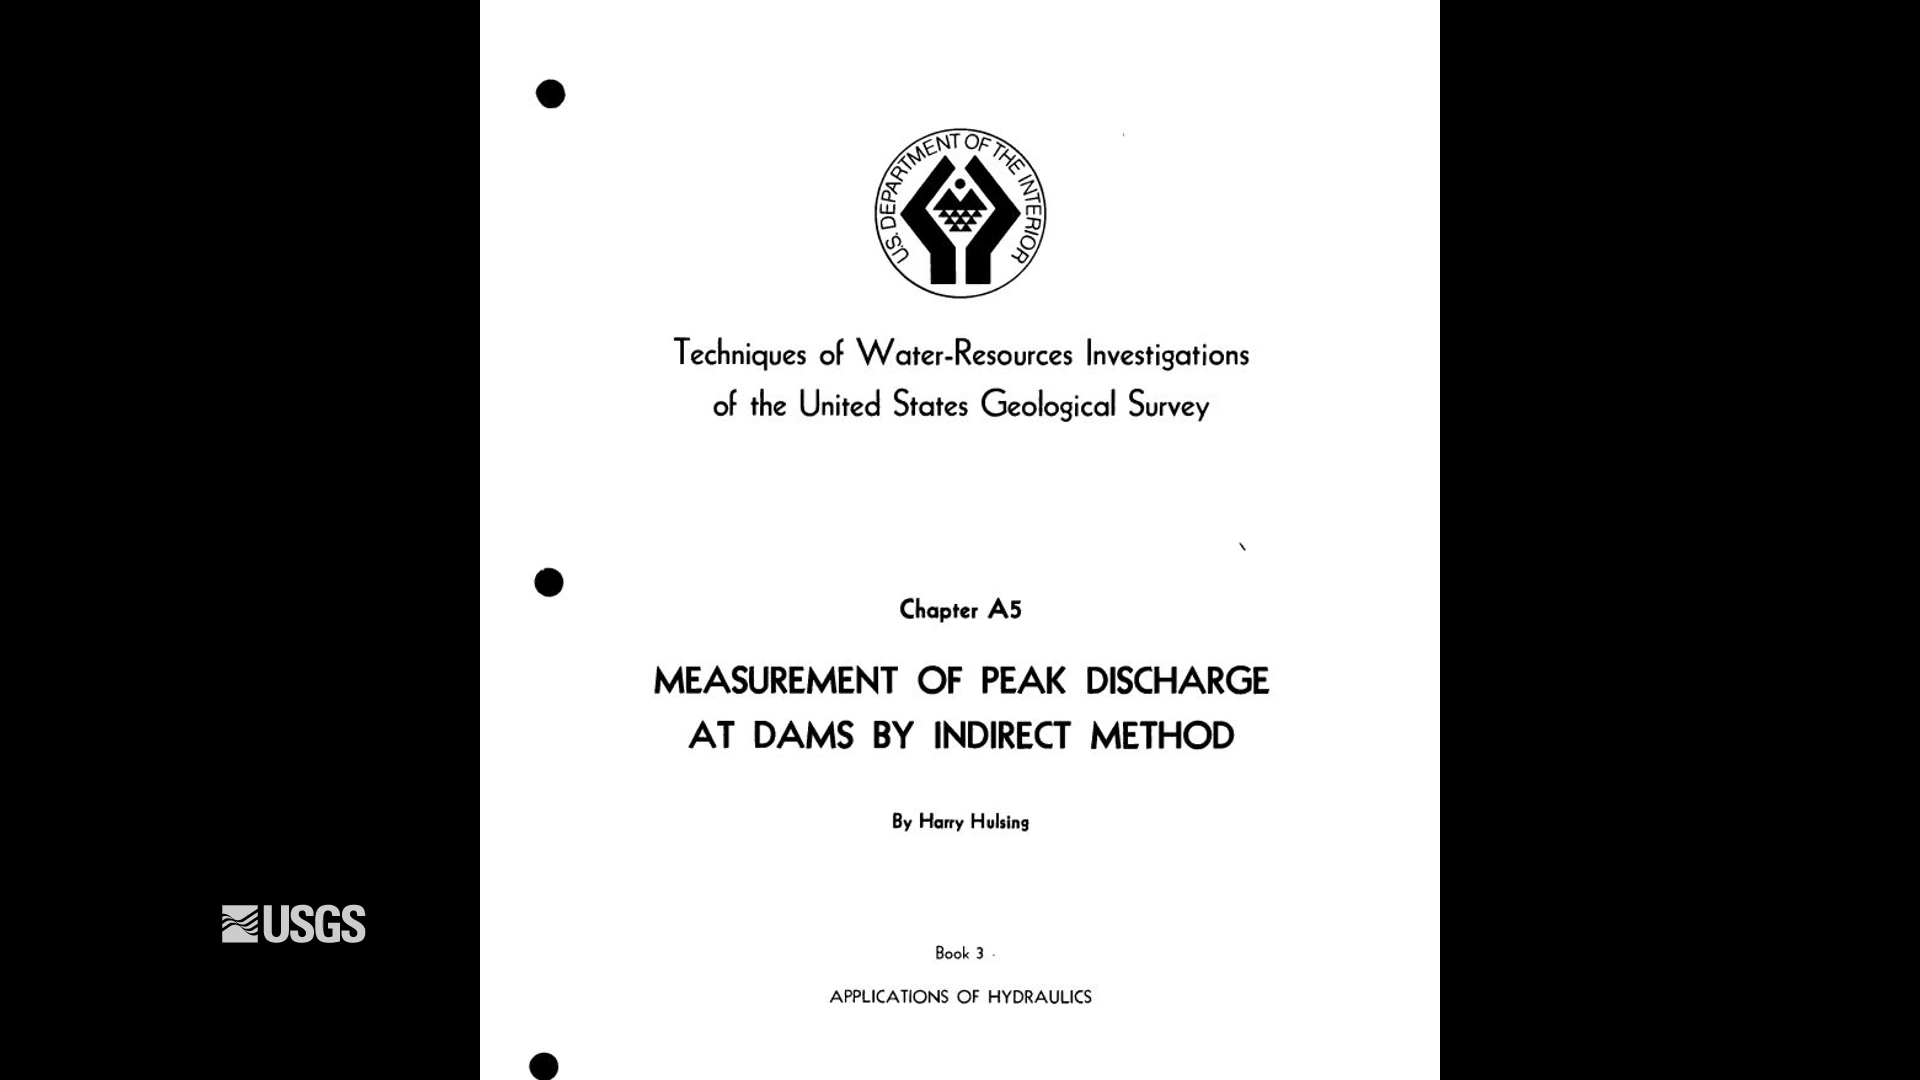 U.S. DEPARTMENT OF THE INTERIOR
Techniques of Water-Resources Investigations
of the United States Geological Survey
Chapter A5
MEASUREMENT OF PEAK DISCHARGE
AT DAMS BY INDIRECT METHOD
By Harry Hulsing
USGS
Book 3
APPLICATIONS OF HYDRAULICS